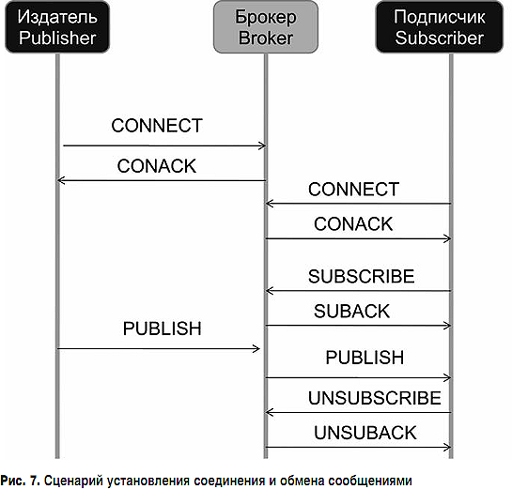 Издатель
Publisher
Брокер
Broker
Подписчик
Subscriber
CONNECT
CONACK
CONNECT
CONACK
SUBSCRIBE
SUBACK
PUBLISH
PUBLISH
UNSUBSCRIBE
UNSUBACK
Рис. 7. Сценарий установления соединения и обмена сообщениями